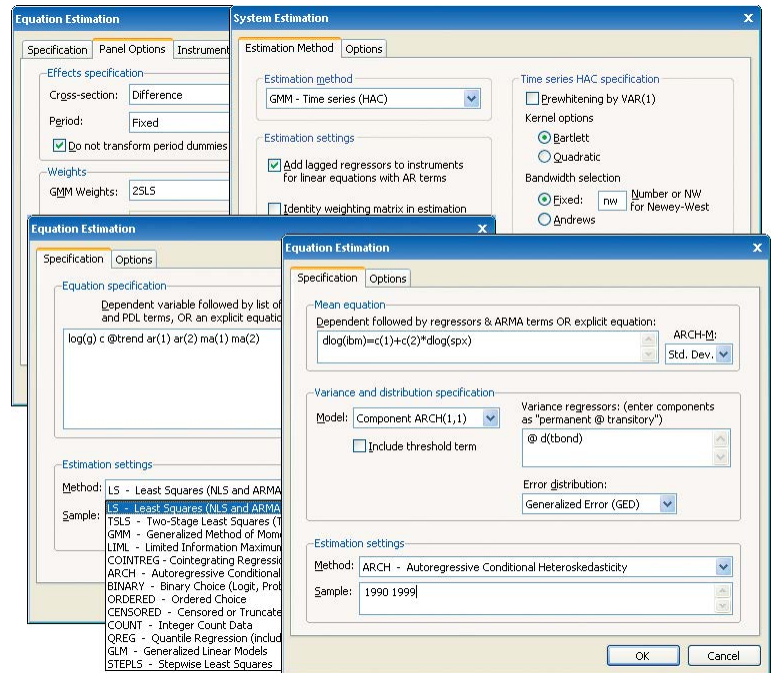 Equation Estimation
Specification Panel Options Instrument
Effects specification
Cross-section: Difference
Period: Fixed
Do not transform period dummies
Weights
GMM Weights: 2SLS
System Estimation
Estimation Method Options
Estimation method
GMM - Time series (HAC)
Estimation settings
Add lagged regressors to instruments
for linear equations with AR terms
Identity weighting matrix in estimation
Time series HAC specification
Prewhitening by VAR(1)
Kernel options
Bartlett
Quadratic
Bandwidth selection
Fixed: nw Number or NW
for Newey-West
Andrews
Equation Estimation
Specification Options
Equation specification
Dependent variable followed by list of
and PDL terms, OR an explicit equatio
log(g) c @trend ar(1) ar(2) ma(1) ma(2)
Estimation settings
Method: LS - Least Squares (NLS and ARMA
Sample:
LS - Least Squares (NLS and ARMA
TSLS - Two-Stage Least Squares (T
GMM - Generalized Method of Mom
LIML - Limited Information Maximum
COINTREG - Cointegrating Regressio
ARCH - Autoregressive Conditional
BINARY - Binary Choice (Logit, Prob
ORDERED - Ordered Choice
CENSORED - Censored or Truncate
COUNT - Integer Count Data
QREG - Quantile Regression (includ
GLM - Generalized Linear Models
STEPLS - Stepwise Least Squares
Equation Estimation
Specification Options
Mean equation
Dependent followed by regressors & ARMA terms OR explicit equation:
dlog(ibm)=c(1)+c(2)*dlog(spx)
ARCH-M:
Std. Dev.
Variance and distribution specification
Model: Component ARCH(1,1)
Include threshold term
Variance regressors: (enter components
as "permanent @ transitory")
@ d(tbond)
Error distribution:
Generalized Error (GED)
Estimation settings
Method: ARCH - Autoregressive Conditional Heteroskedasticity
Sample: 1990 1999
OK Cancel